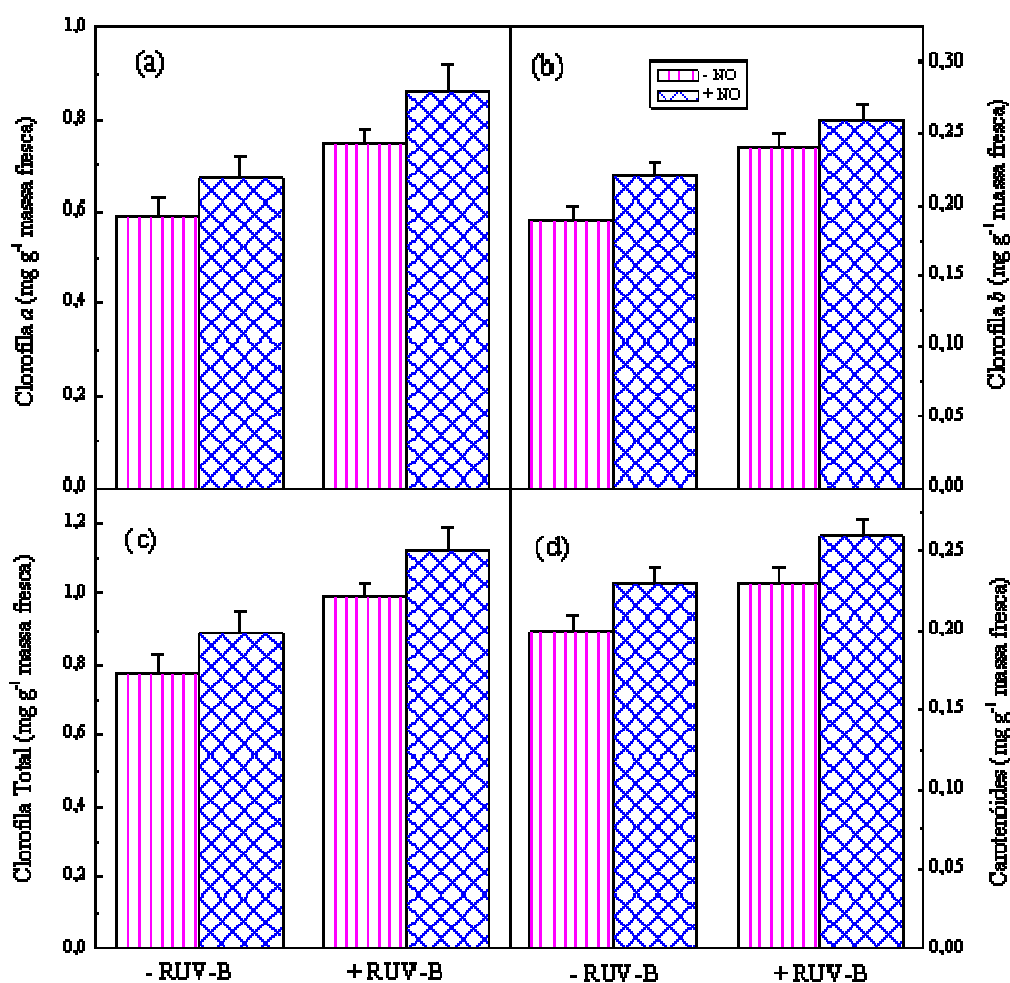 (a)
Clorofila a (mg g⁻¹ massa fresca)
1,0
0,8
0,6
0,4
0,2
0,0
(b)
- NO
+ NO
0,30
0,25
0,20
0,15
0,10
0,05
0,00
Clorofila b (mg g⁻¹ massa fresca)
(c)
Clorofila Total (mg g⁻¹ massa fresca)
1,2
1,0
0,8
0,6
0,4
0,2
0,0
- RUV-B
+ RUV-B
(d)
0,25
0,20
0,15
0,10
0,05
0,00
Carotenóides (mg g⁻¹ massa fresca)
- RUV-B
+ RUV-B